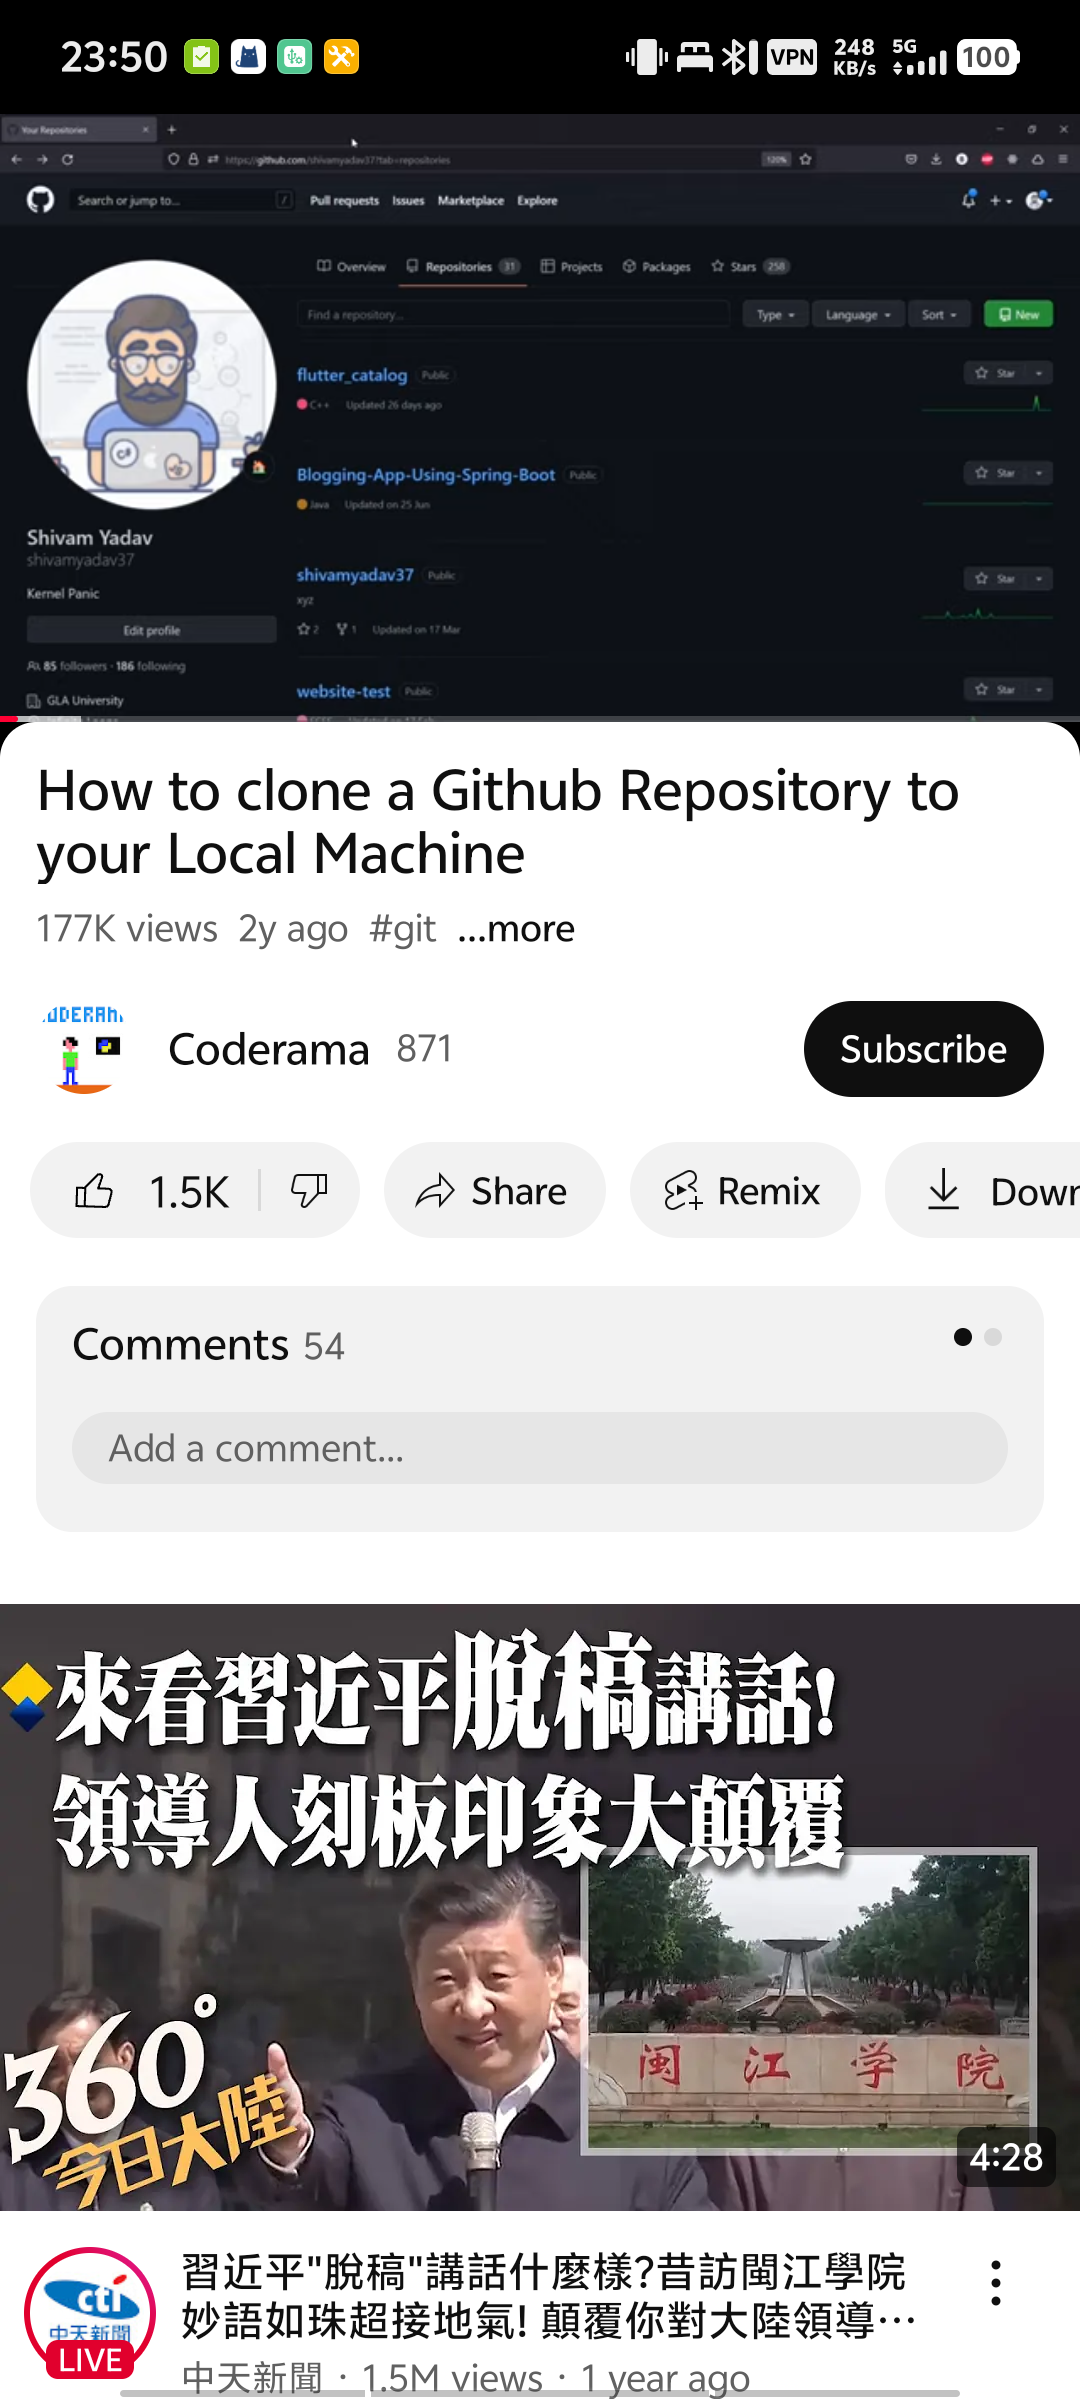 23:50
VPN
248 KB/s
5G
100
Your Repositories
https://github.com/shivamyadav37?tab=repositories
120%
Search or jump to...
/
Pull requests Issues Marketplace Explore
Overview Repositories 31 Projects Packages Stars 258
Find a repository...
Type Language Sort New
flutter_catalog Public
Star
C++ Updated 26 days ago
Blogging-App-Using-Spring-Boot Public
Star
Java Updated on 25 Jun
Shivam Yadav
shivamyadav37
Kernel Panic
Edit profile
85 followers · 186 following
GLA University
shivamyadav37 Public
Star
xyz
2 1 Updated on 17 Mar
website-test Public
Star
How to clone a Github Repository to
your Local Machine
177K views 2y ago #git ...more
Coderama 871
Subscribe
1.5K
Share
Remix
Down
Comments 54
Add a comment...
來看習近平脫稿講話!
領導人刻板印象大顛覆
360°
今日大陸
闽江学院
4:28
cti
中天新聞
LIVE
習近平"脫稿"講話什麼樣?昔訪閩江學院
妙語如珠超接地氣! 顛覆你對大陸領導…
中天新聞 · 1.5M views · 1 year ago